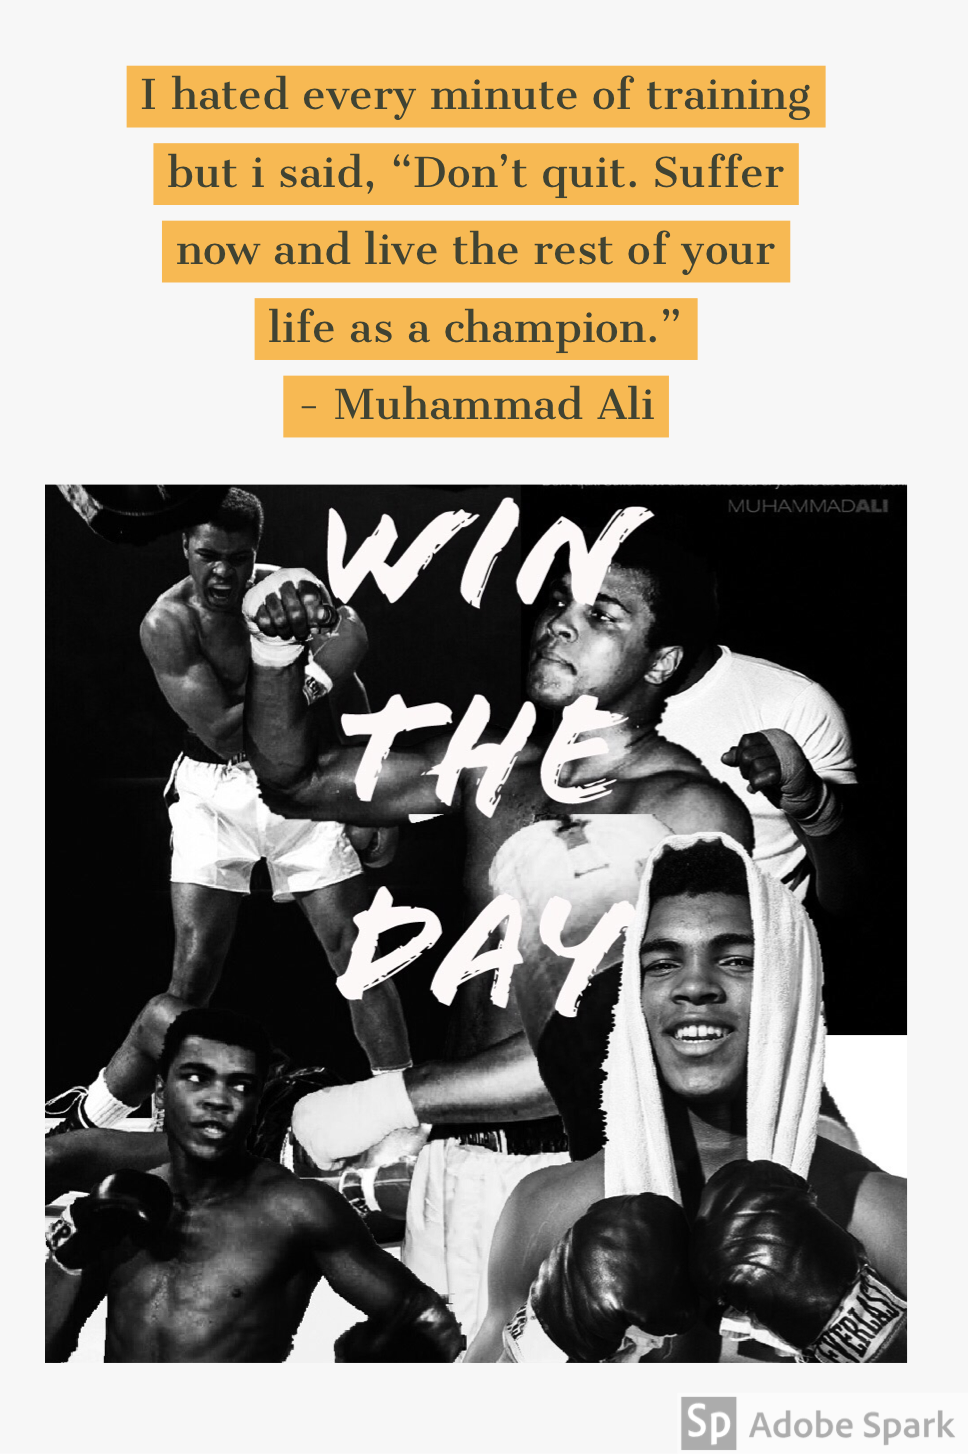 I hated every minute of training
but i said, “Don’t quit. Suffer
now and live the rest of your
life as a champion.”
- Muhammad Ali
MUHAMMADALI
WIN
THE
DAY
EVERLAST
Sp Adobe Spark